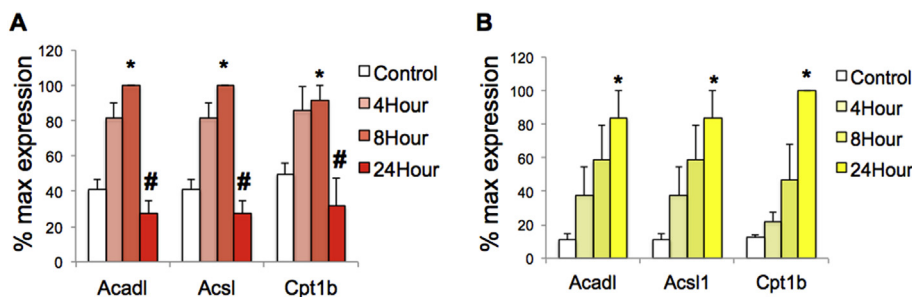 A
% max expression
120
100
80
60
40
20
0
* * *
# # #
Acadl Acsl Cpt1b
Control
4Hour
8Hour
24Hour
B
% max expression
120
100
80
60
40
20
0
* * *
Acadl Acsl1 Cpt1b
Control
4Hour
8Hour
24Hour